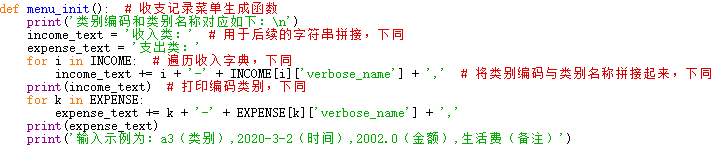 def menu_init():  # 收支记录菜单生成函数
    print('类别编码和类别名称对应如下：\n')
    income_text = '收入类：'  # 用于后续的字符串拼接，下同
    expense_text = '支出类：'
    for i in INCOME:  # 遍历收入字典，下同
        income_text += i + '-' + INCOME[i]['verbose_name'] + ','  # 将类别编码与类别名称拼接起来，下同
    print(income_text)  # 打印编码类别，下同
    for k in EXPENSE:
        expense_text += k + '-' + EXPENSE[k]['verbose_name'] + ','
    print(expense_text)
    print('输入示例为：a3（类别）,2020-3-2（时间）,2002.0（金额）,生活费（备注）')